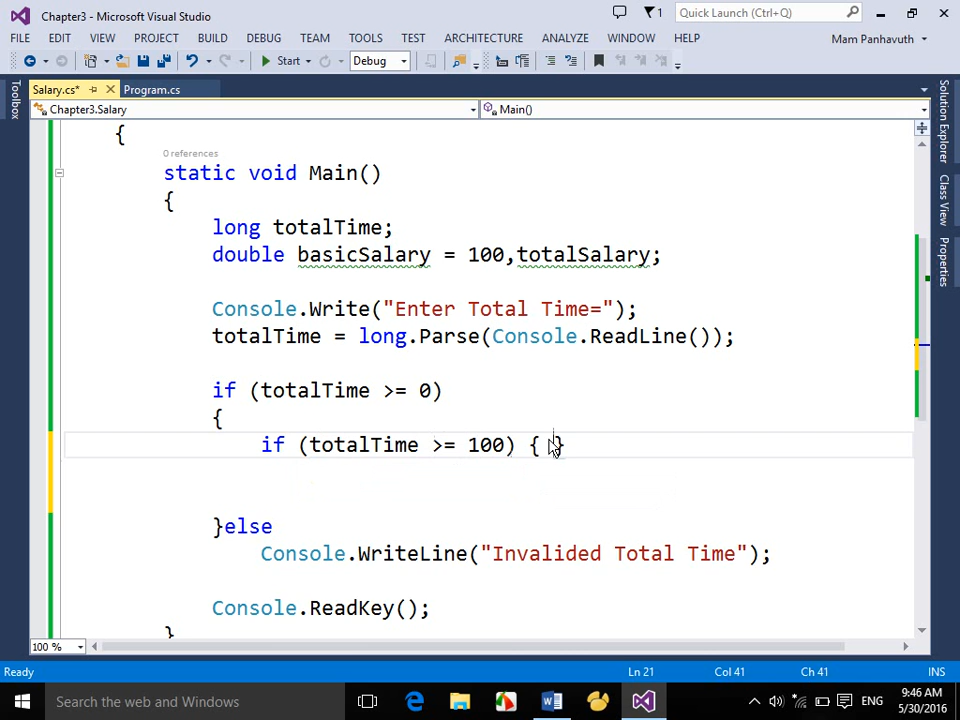 Chapter3 - Microsoft Visual Studio
1
Quick Launch (Ctrl+Q)
FILE EDIT VIEW PROJECT BUILD DEBUG TEAM TOOLS TEST ARCHITECTURE ANALYZE WINDOW HELP
Mam Panhavuth
Start
Debug
Salary.cs*
Program.cs
Toolbox
Chapter3.Salary
Main()
Solution Explorer
Class View
Properties
{
0 references
static void Main()
{
long totalTime;
double basicSalary = 100,totalSalary;
Console.Write("Enter Total Time=");
totalTime = long.Parse(Console.ReadLine());
if (totalTime >= 0)
{
if (totalTime >= 100) { }
}else
Console.WriteLine("Invalided Total Time");
Console.ReadKey();
}
100 %
Ready
Ln 21
Col 41
Ch 41
INS
Search the web and Windows
ENG
9:46 AM
5/30/2016